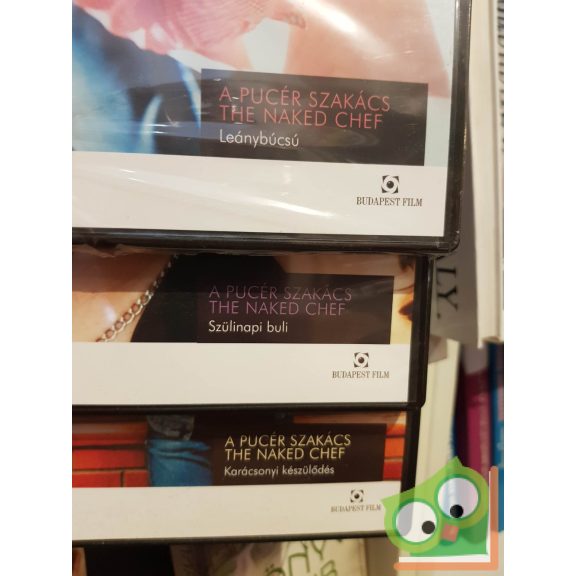 A PUCÉR SZAKÁCS
THE NAKED CHEF
Leánybúcsú
BUDAPEST FILM
A PUCÉR SZAKÁCS
THE NAKED CHEF
Szülinapi buli
BUDAPEST FILM
A PUCÉR SZAKÁCS
THE NAKED CHEF
Karácsonyi készülődés
BUDAPEST FILM
LY.